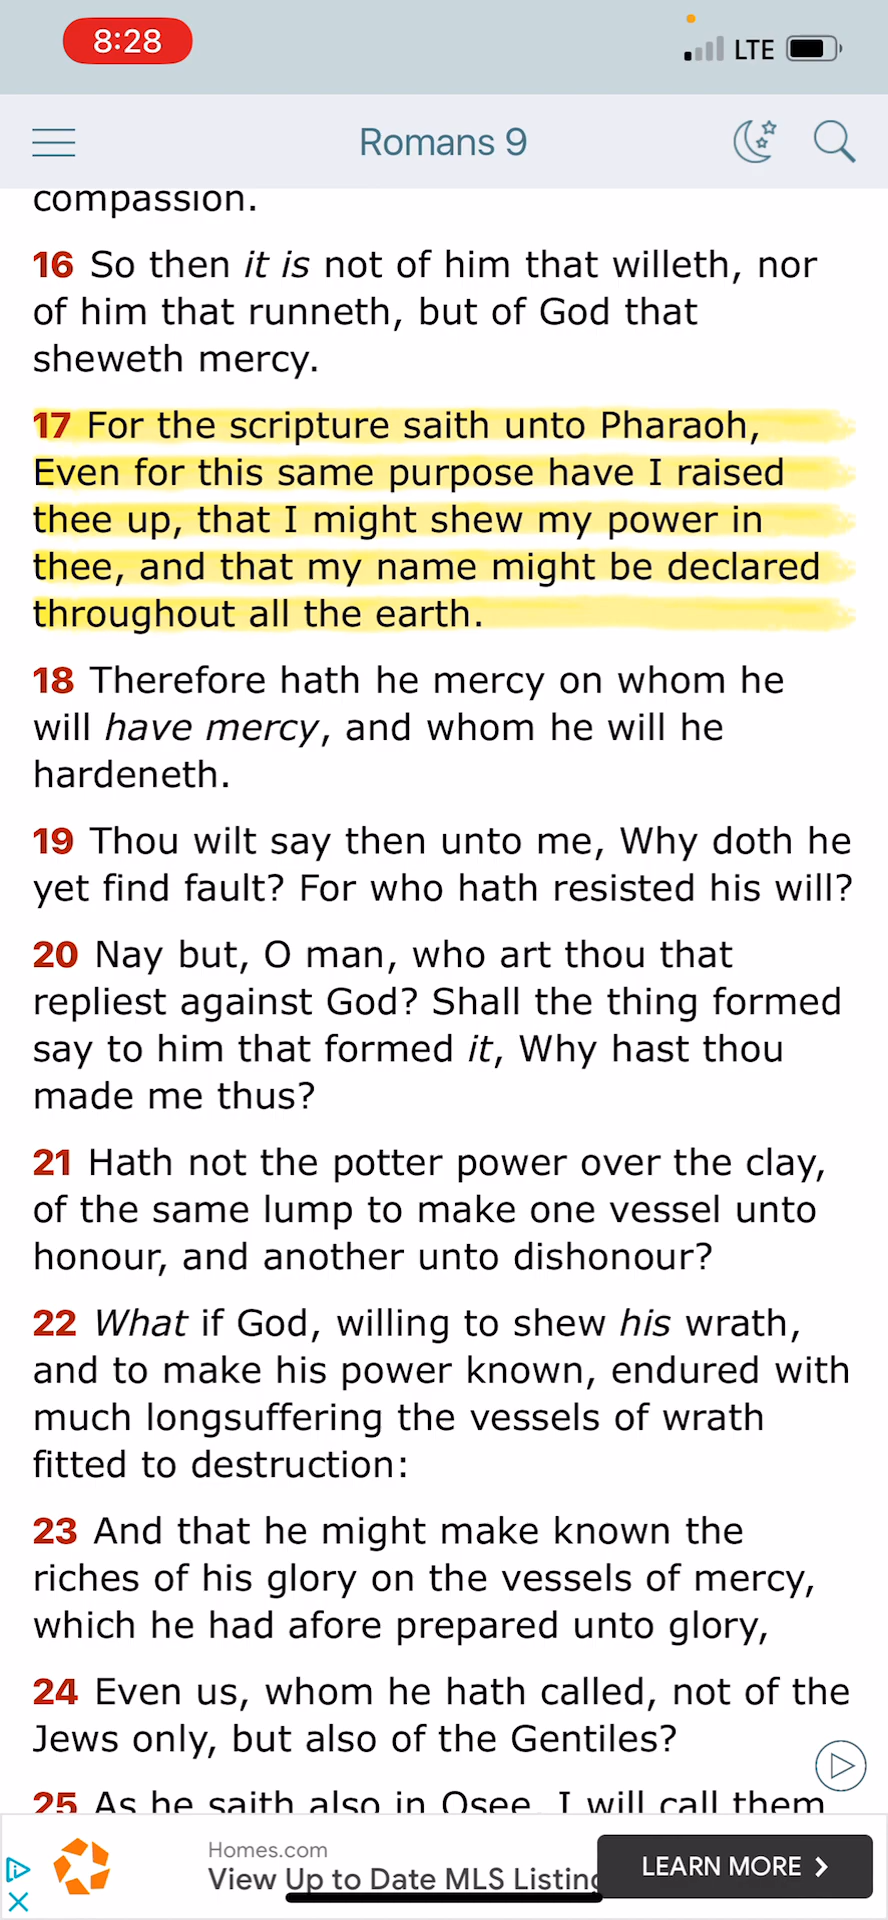 8:28
LTE
Romans 9
compassion.
16 So then it is not of him that willeth, nor
of him that runneth, but of God that
sheweth mercy.
17 For the scripture saith unto Pharaoh,
Even for this same purpose have I raised
thee up, that I might shew my power in
thee, and that my name might be declared
throughout all the earth.
18 Therefore hath he mercy on whom he
will have mercy, and whom he will he
hardeneth.
19 Thou wilt say then unto me, Why doth he
yet find fault? For who hath resisted his will?
20 Nay but, O man, who art thou that
repliest against God? Shall the thing formed
say to him that formed it, Why hast thou
made me thus?
21 Hath not the potter power over the clay,
of the same lump to make one vessel unto
honour, and another unto dishonour?
22 What if God, willing to shew his wrath,
and to make his power known, endured with
much longsuffering the vessels of wrath
fitted to destruction:
23 And that he might make known the
riches of his glory on the vessels of mercy,
which he had afore prepared unto glory,
24 Even us, whom he hath called, not of the
Jews only, but also of the Gentiles?
25 As he saith also in Osee, I will call them
Homes.com
View Up to Date MLS Listing
LEARN MORE